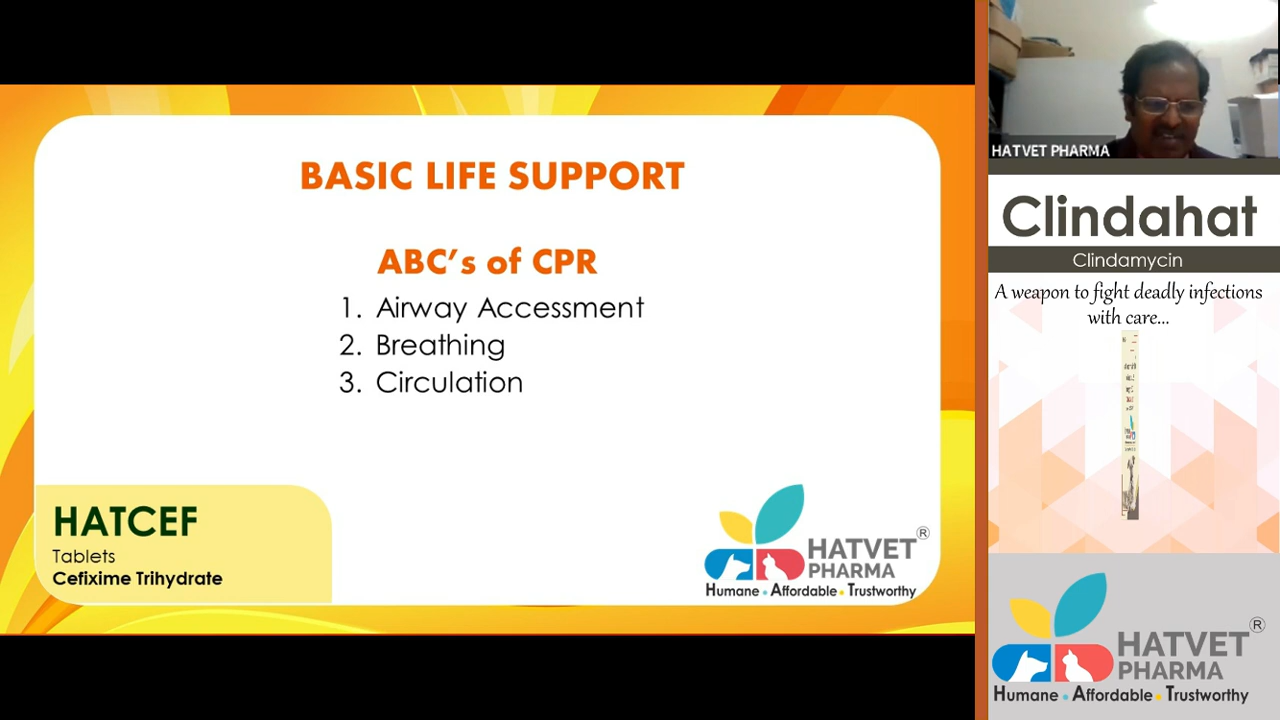 BASIC LIFE SUPPORT
ABC's of CPR
1. Airway Accessment
2. Breathing
3. Circulation
HATCEF
Tablets
Cefixime Trihydrate
HATVET ®
PHARMA
Humane • Affordable • Trustworthy
HATVET PHARMA
Clindahat
Clindamycin
A weapon to fight deadly infections
with care...
HATVET ®
PHARMA
Humane • Affordable • Trustworthy